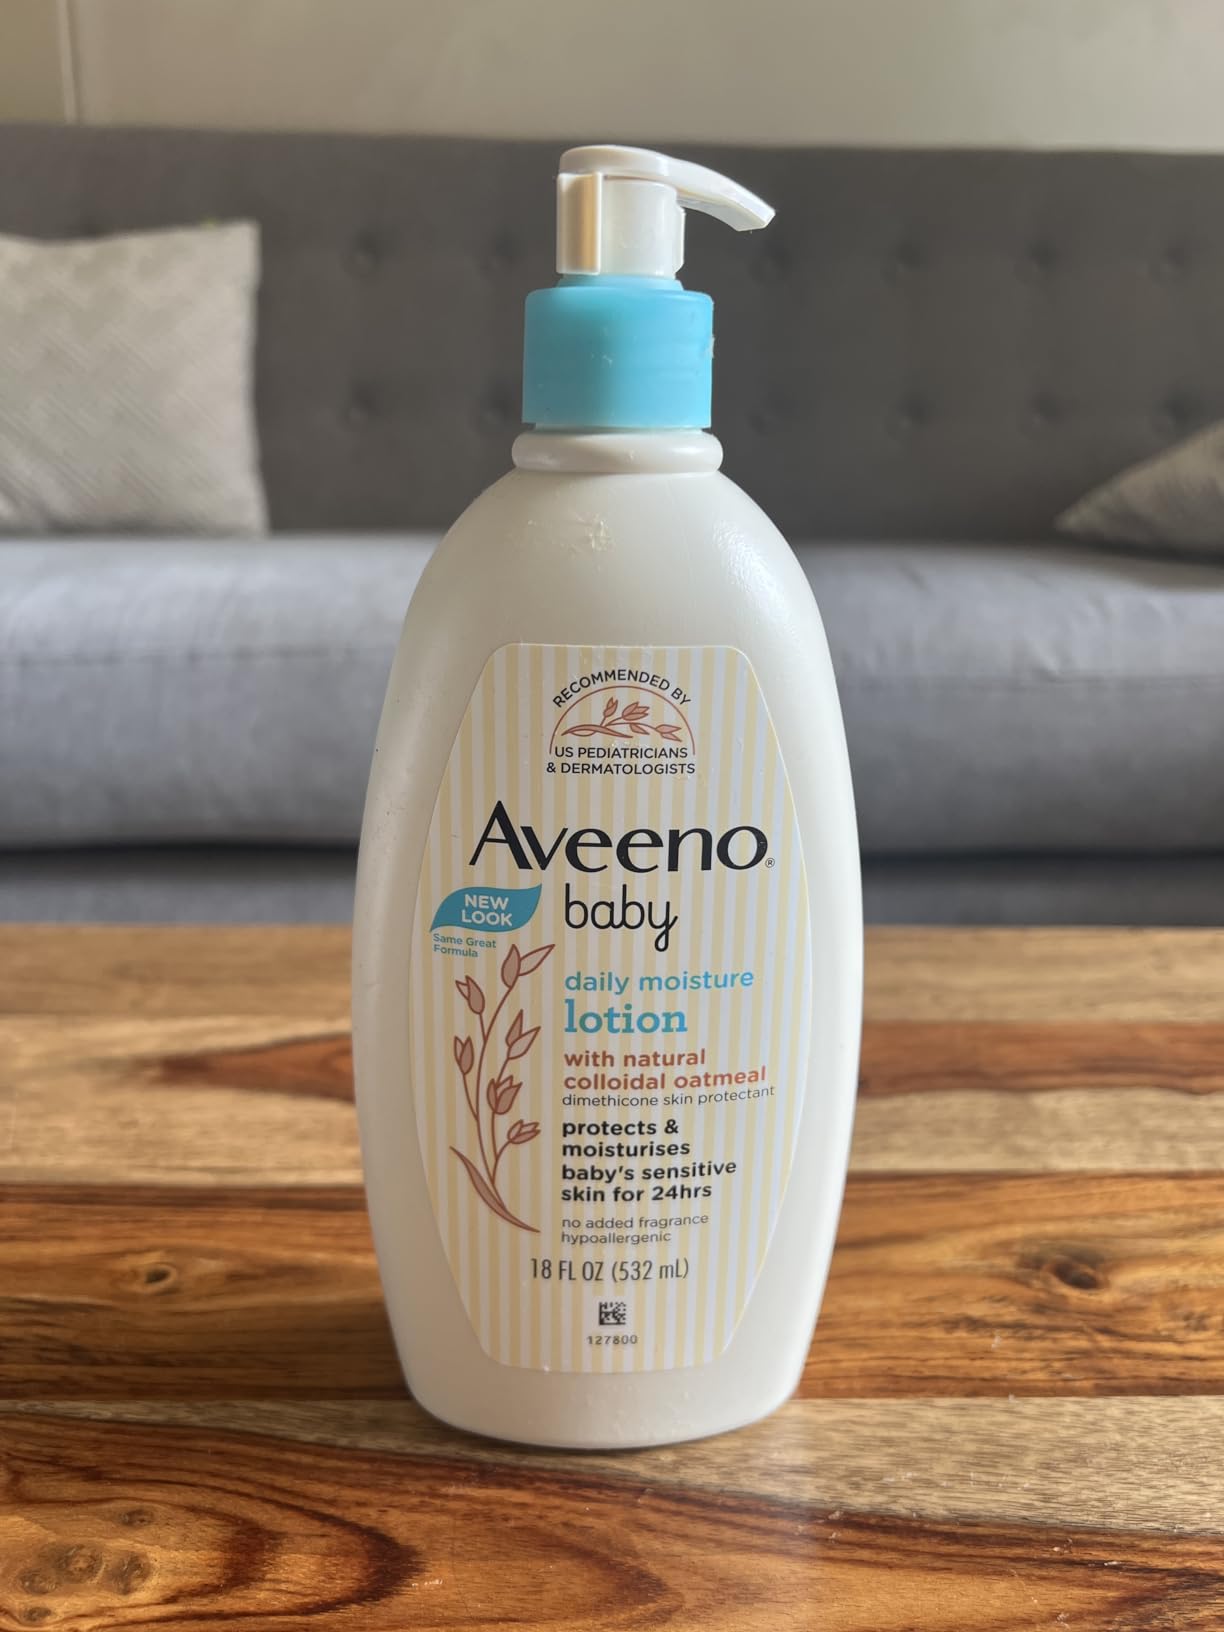 RECOMMENDED BY
US PEDIATRICIANS
& DERMATOLOGISTS
Aveeno®
baby
NEW
LOOK
Same Great
Formula
daily moisture
lotion
with natural
colloidal oatmeal
dimethicone skin protectant
protects &
moisturises
baby's sensitive
skin for 24hrs
no added fragrance
hypoallergenic
18 FL OZ (532 mL)
127800